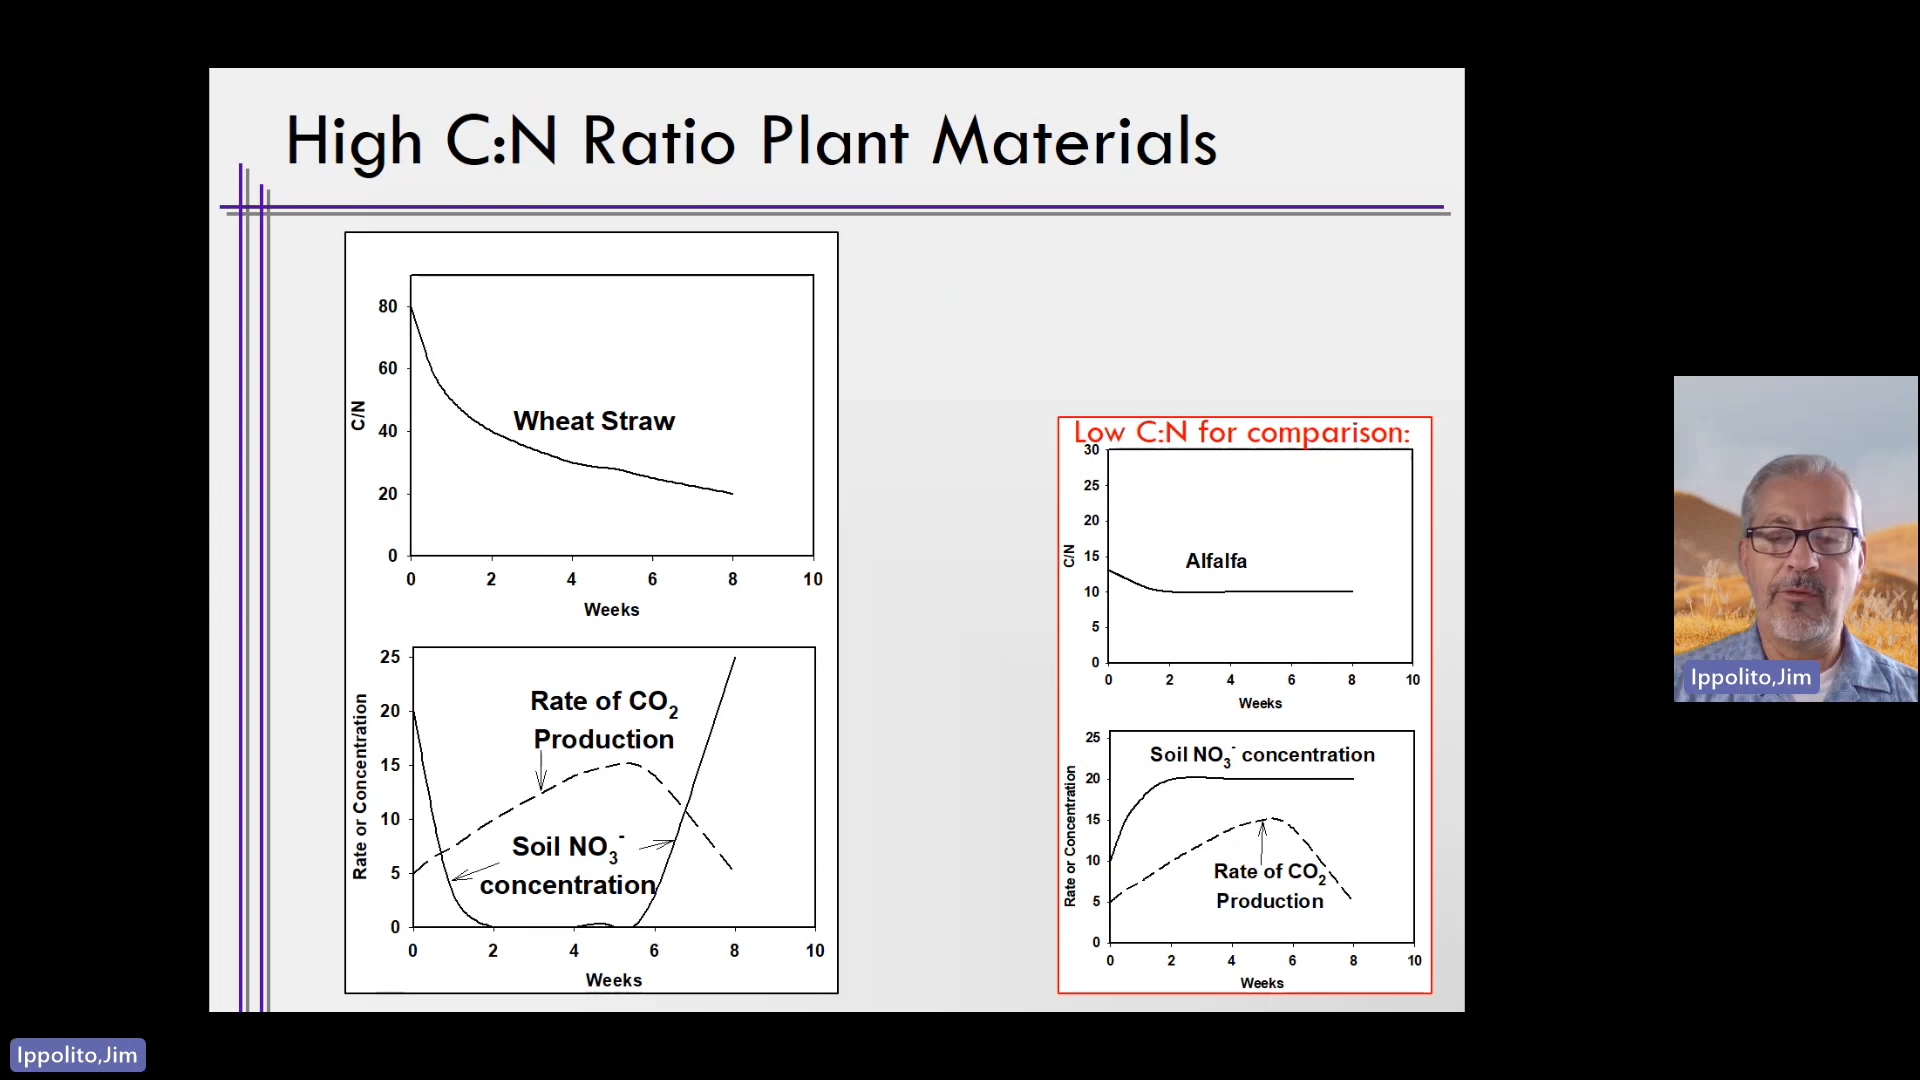 High C:N Ratio Plant Materials
80
60
40
20
0
C/N
Wheat Straw
0 2 4 6 8 10
Weeks
25
20
15
10
5
0
Rate or Concentration
Rate of CO2
Production
Soil NO3-
concentration
0 2 4 6 8 10
Weeks
Low C:N for comparison:
30
25
20
15
10
5
0
C/N
Alfalfa
0 2 4 6 8 10
Weeks
25
20
15
10
5
0
Rate or Concentration
Soil NO3- concentration
Rate of CO2
Production
0 2 4 6 8 10
Weeks
Ippolito,Jim
Ippolito,Jim